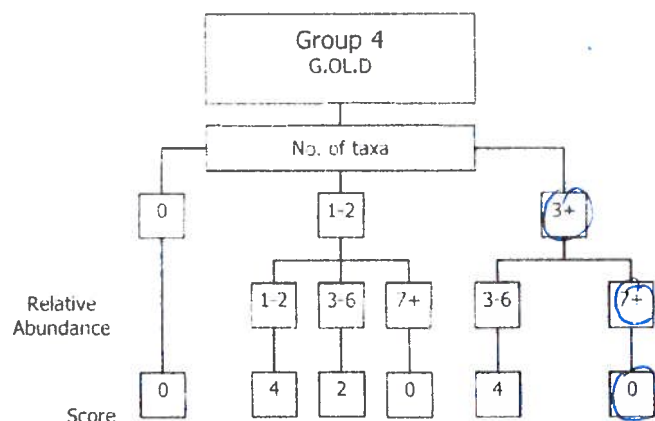 Group 4
G.OL.D
No. of taxa
0 1-2 3+
Relative
Abundance
1-2 3-6 7+ 3-6 7+
Score
0 4 2 0 4 0